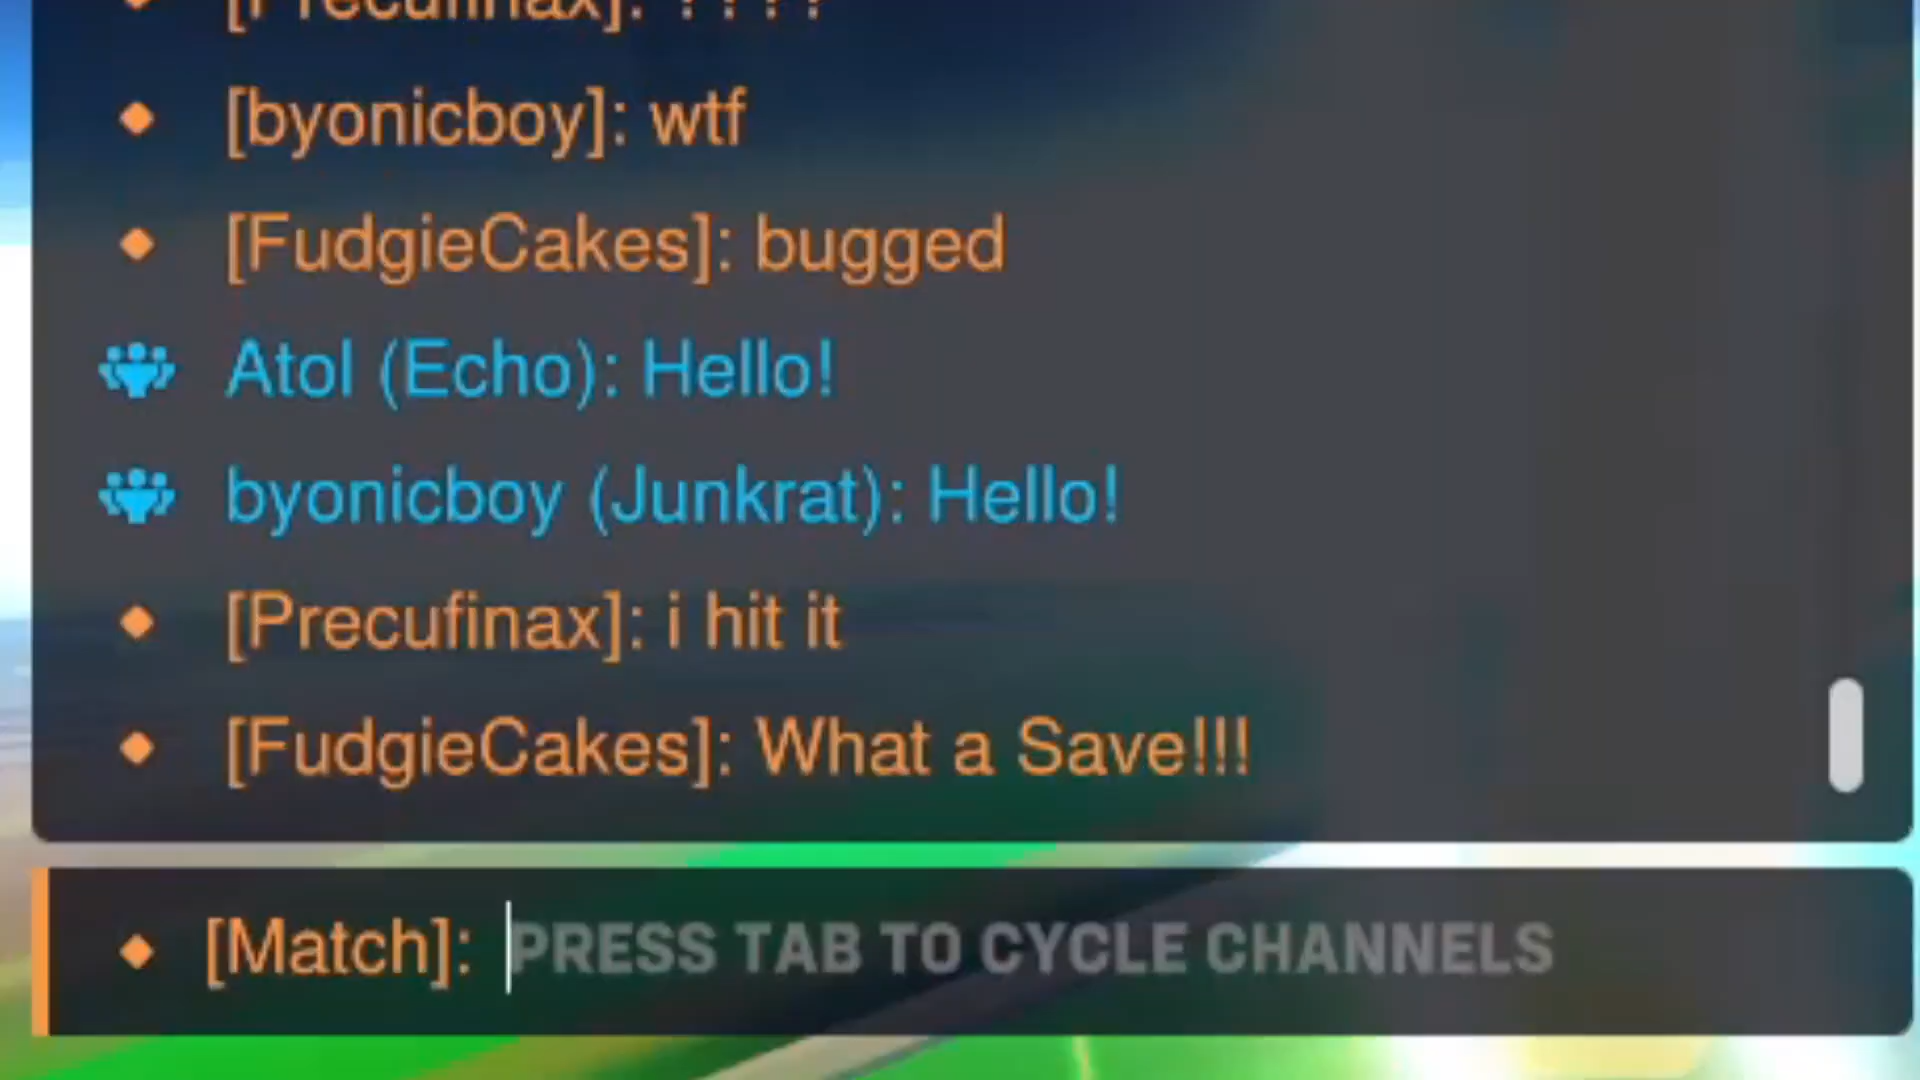 [Precufinax]: ????
[byonicboy]: wtf
[FudgieCakes]: bugged
Atol (Echo): Hello!
byonicboy (Junkrat): Hello!
[Precufinax]: i hit it
[FudgieCakes]: What a Save!!!
[Match]: PRESS TAB TO CYCLE CHANNELS